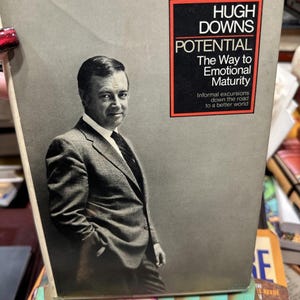 HUGH
DOWNS
POTENTIAL
The Way to
Emotional
Maturity
Informal excursions
down the road
to a better world